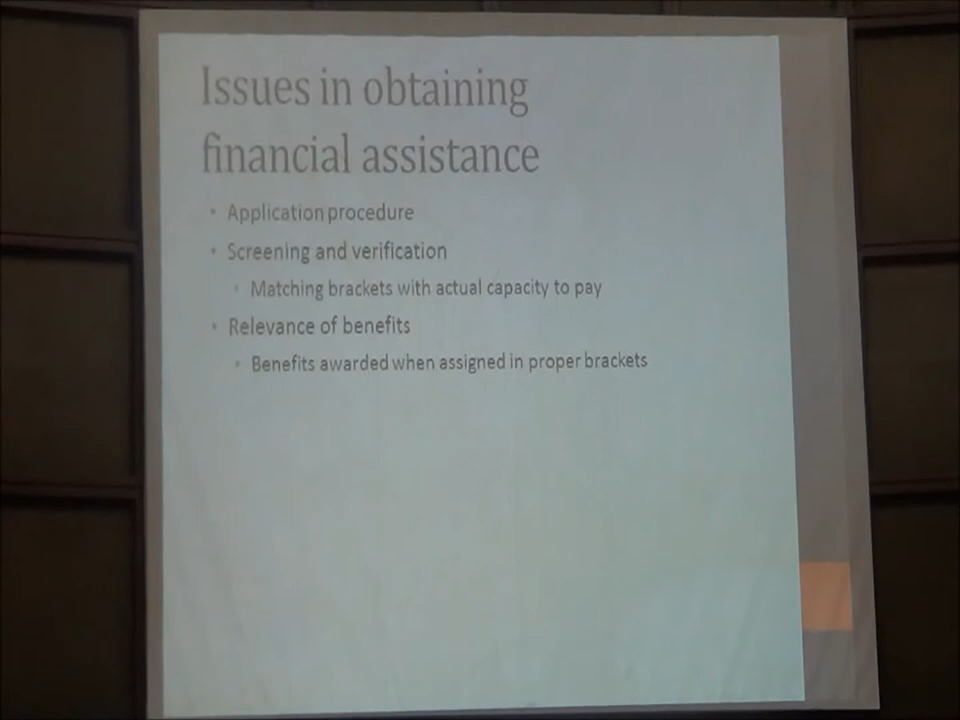 Issues in obtaining
financial assistance
• Application procedure
• Screening and verification
• Matching brackets with actual capacity to pay
• Relevance of benefits
• Benefits awarded when assigned in proper brackets